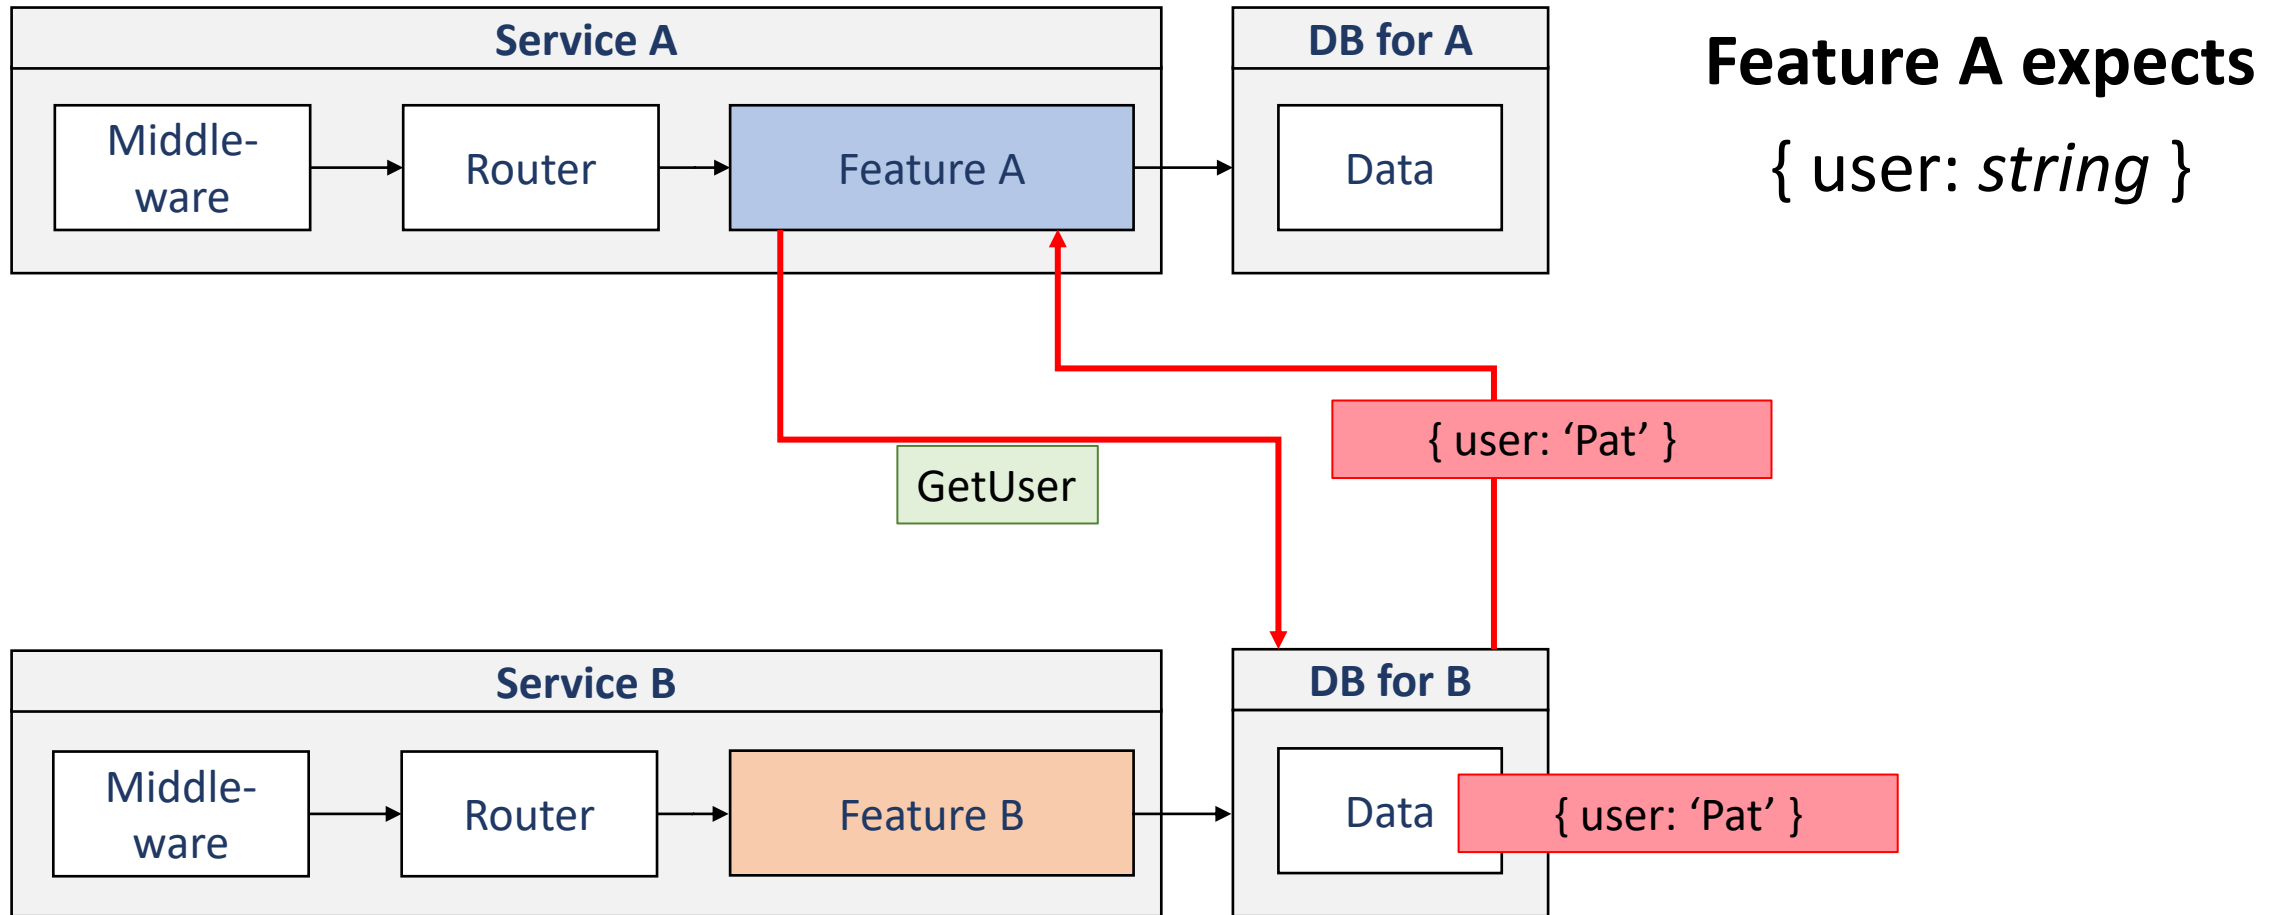 Service A
DB for A
Feature A expects
{ user: string }
Middle-
ware
Router
Feature A
Data
{ user: ‘Pat’ }
GetUser
Service B
DB for B
Middle-
ware
Router
Feature B
Data
{ user: ‘Pat’ }